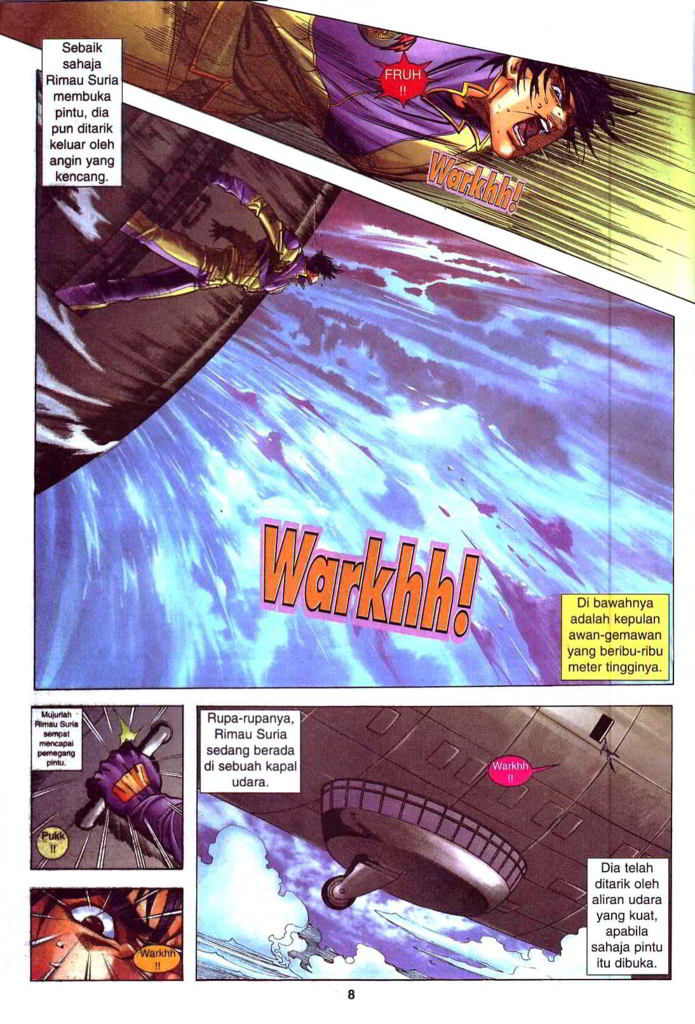 Sebaik
sahaja
Rimau Suria
membuka
pintu, dia
pun ditarik
keluar oleh
angin yang
kencang.
FRUH
!!
Warkhh!
Warkhh!
Di bawahnya
adalah kepulan
awan-gemawan
yang beribu-ribu
meter tingginya.
Mujurlah
Rimau Suria
sempat
mencapai
pemegang
pintu.
Pukk
!!
Warkhh
!!
Rupa-rupanya,
Rimau Suria
sedang berada
di sebuah kapal
udara.
Warkhh
!!
Dia telah
ditarik oleh
aliran udara
yang kuat,
apabila
sahaja pintu
itu dibuka.
8